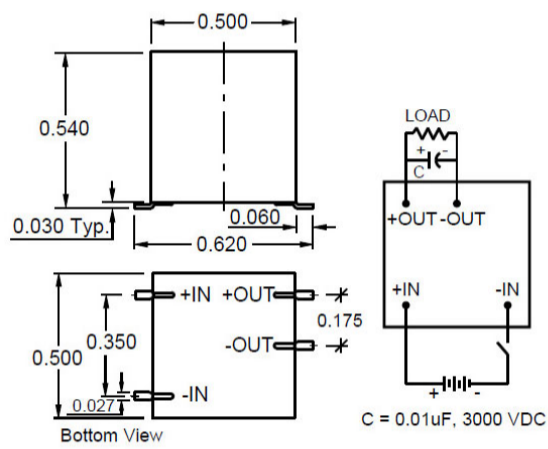 0.500
0.540
0.030 Typ.
0.060
0.620
LOAD
+ -
C
+OUT -OUT
+IN -IN
+ -
C = 0.01uF, 3000 VDC
+IN +OUT
0.175
0.500 0.350
-OUT
0.027
-IN
Bottom View